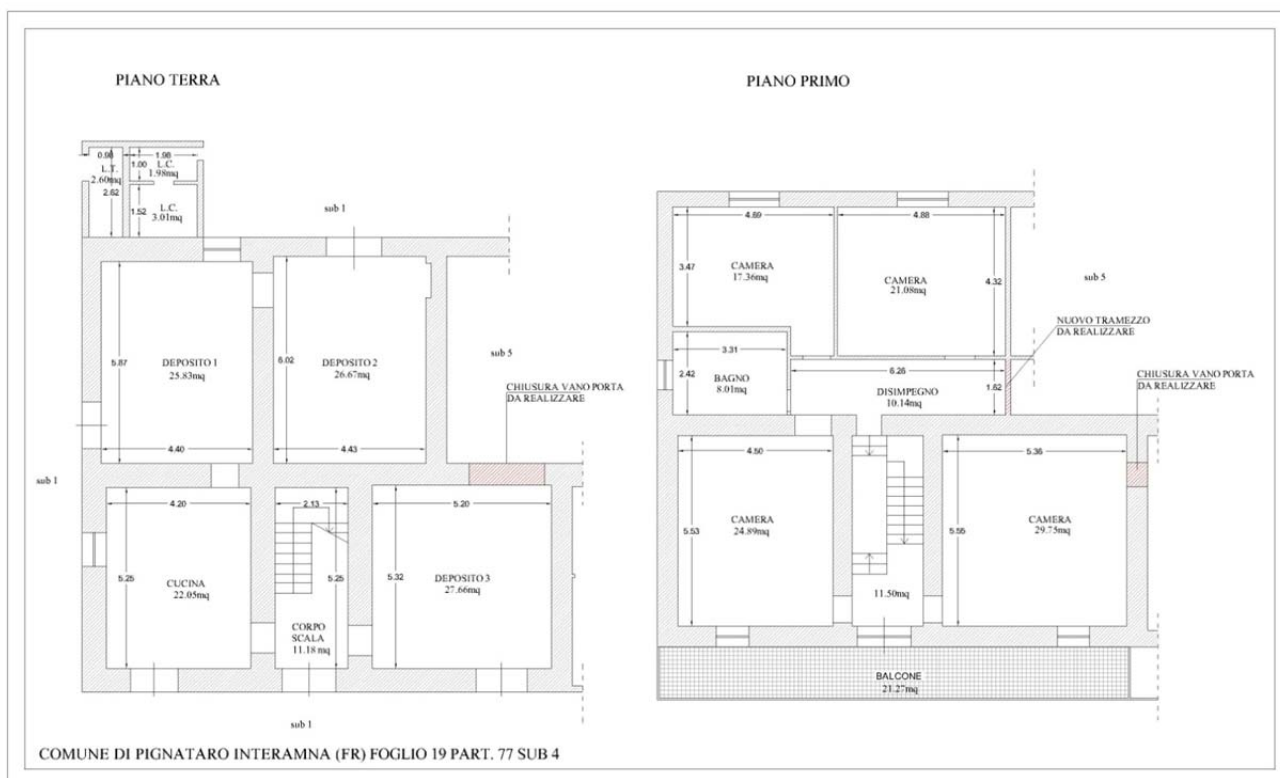 PIANO TERRA
PIANO PRIMO
0.98
1.98
L.T.
2.60mq
2.62
1.00
L.C.
1.98mq
1.52
L.C.
3.01mq
sub 1
5.87
DEPOSITO 1
25.83mq
4.40
6.02
DEPOSITO 2
26.67mq
4.43
sub 5
CHIUSURA VANO PORTA
DA REALIZZARE
sub 1
4.20
5.25
CUCINA
22.05mq
2.13
5.25
CORPO
SCALA
11.18 mq
5.20
5.32
DEPOSITO 3
27.66mq
sub 1
4.69
3.47
CAMERA
17.36mq
4.88
CAMERA
21.08mq
4.32
sub 5
NUOVO TRAMEZZO
DA REALIZZARE
CHIUSURA VANO PORTA
DA REALIZZARE
3.31
2.42
BAGNO
8.01mq
6.26
DISIMPEGNO
10.14mq
1.62
4.50
5.53
CAMERA
24.89mq
11.50mq
5.36
5.55
CAMERA
29.75mq
BALCONE
21.27mq
COMUNE DI PIGNATARO INTERAMNA (FR) FOGLIO 19 PART. 77 SUB 4